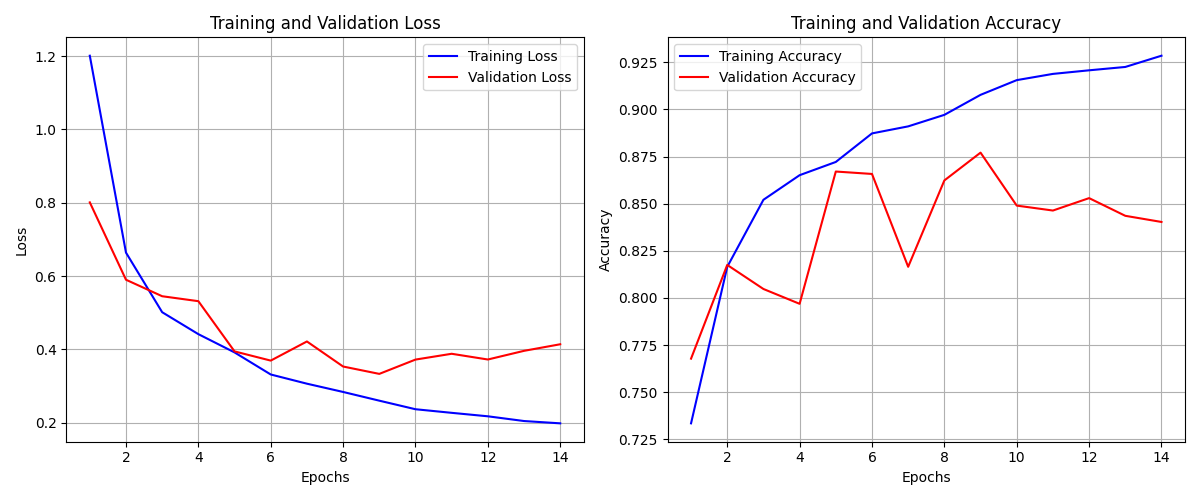 Training and Validation Loss
Training Loss
Validation Loss
1.2
1.0
0.8
0.6
0.4
0.2
Loss
2 4 6 8 10 12 14
Epochs
Training and Validation Accuracy
Training Accuracy
Validation Accuracy
0.925
0.900
0.875
0.850
0.825
0.800
0.775
0.750
0.725
Accuracy
2 4 6 8 10 12 14
Epochs